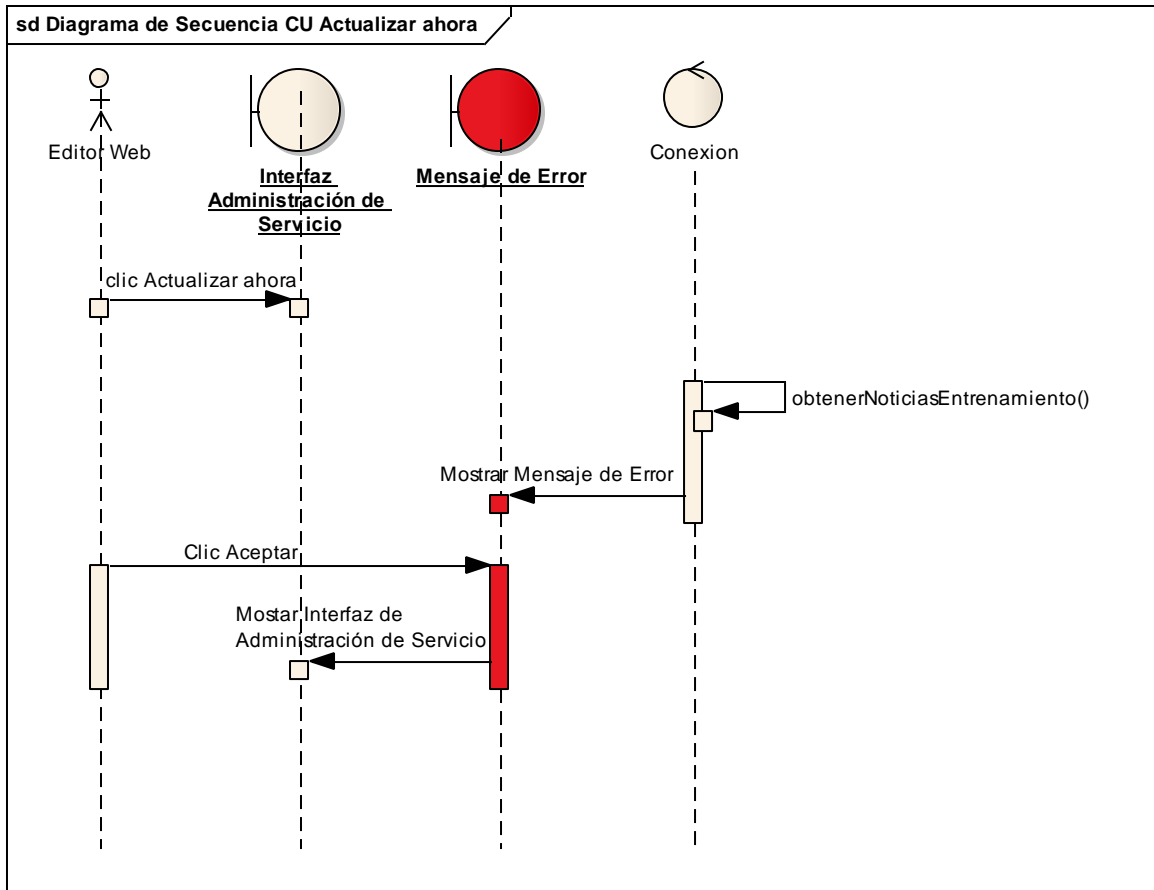 sd Diagrama de Secuencia CU Actualizar ahora
Editor Web
Interfaz
Administración de
Servicio
Mensaje de Error
Conexion
clic Actualizar ahora
obtenerNoticiasEntrenamiento()
Mostrar Mensaje de Error
Clic Aceptar
Mostar Interfaz de
Administración de Servicio